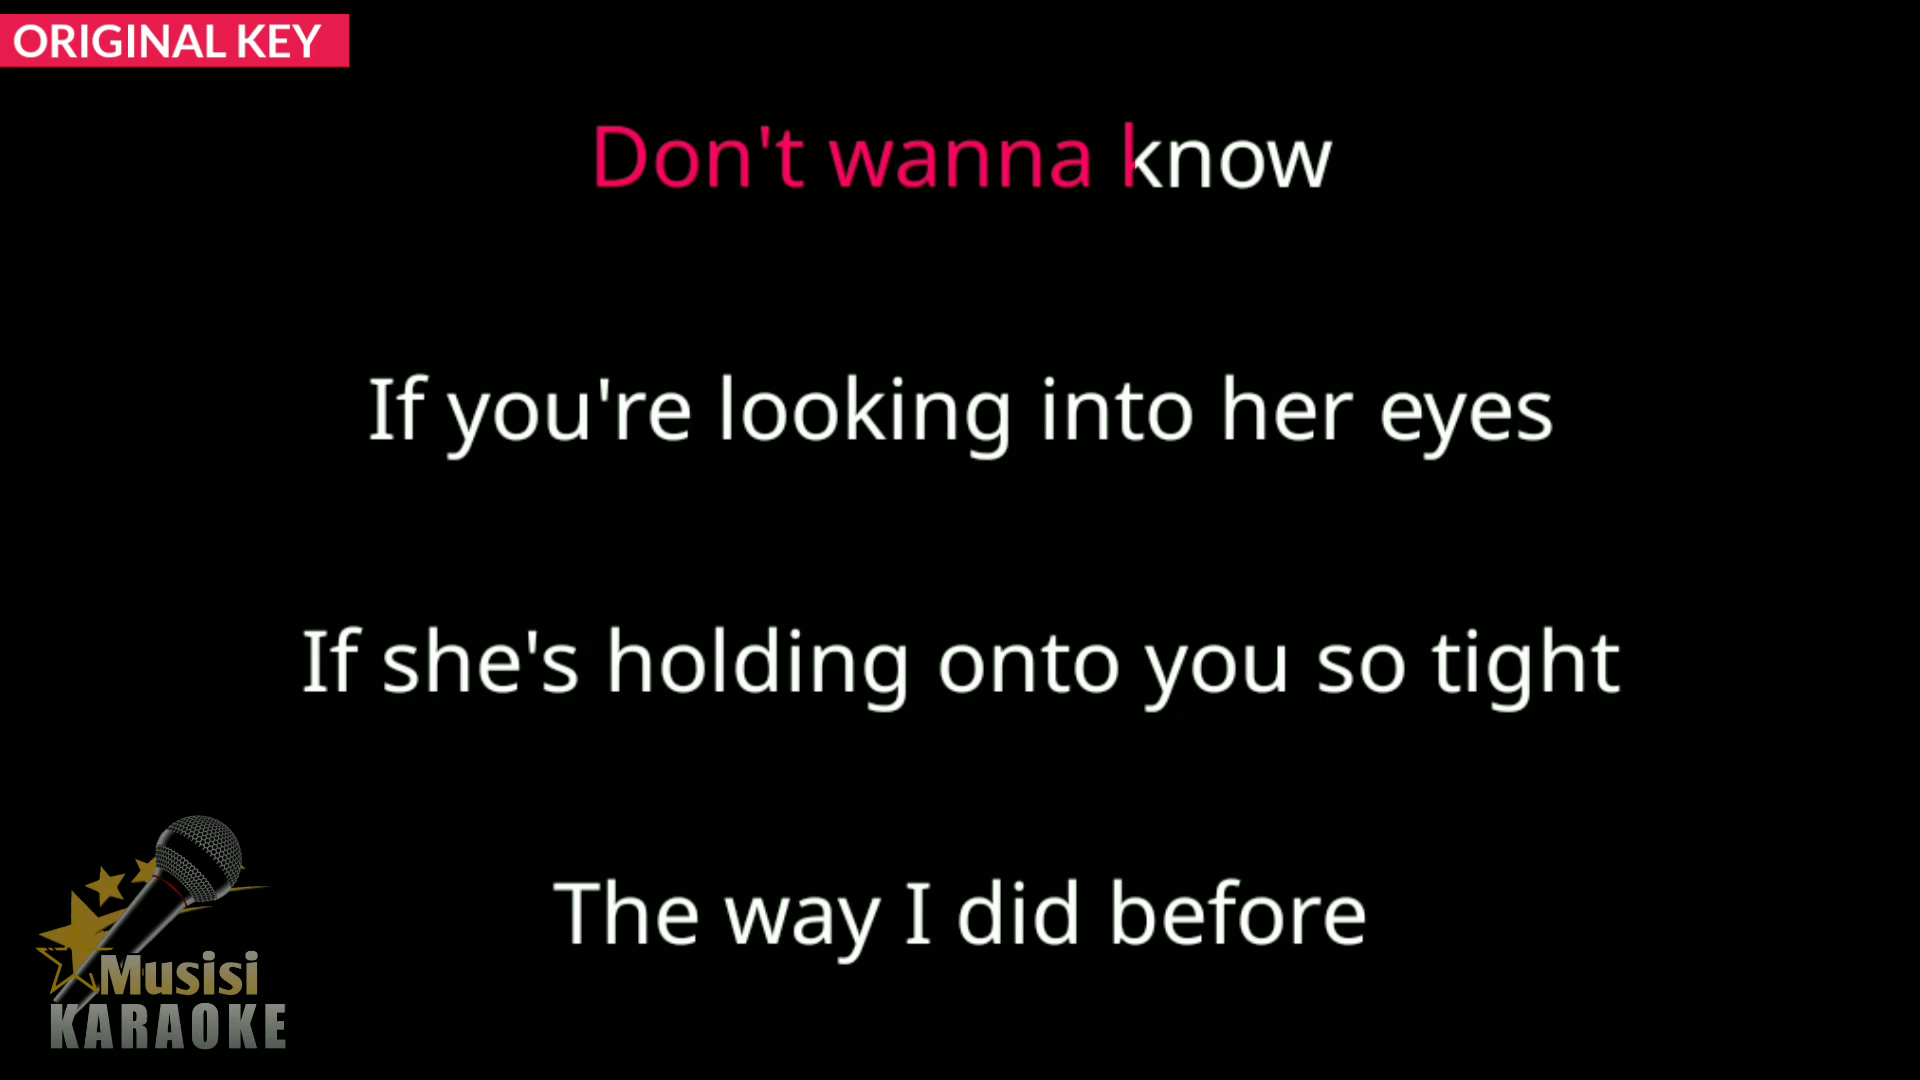 ORIGINAL KEY
Don't wanna know
If you're looking into her eyes
If she's holding onto you so tight
The way I did before
Musisi
KARAOKE